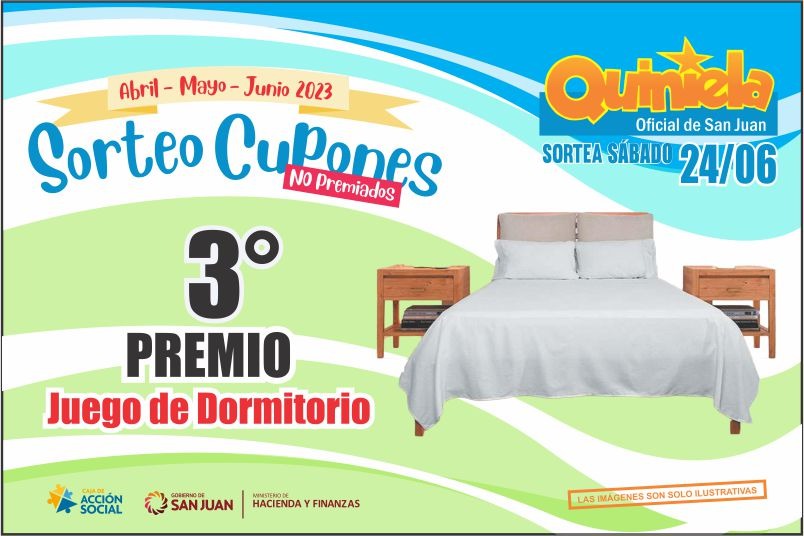 Abril - Mayo - Junio 2023
Sorteo Cupones
NO Premiados
Quiniela
Oficial de San Juan
SORTEA SÁBADO 24/06
3°
PREMIO
Juego de Dormitorio
CAJA DE
ACCIÓN
SOCIAL
GOBIERNO DE
SAN JUAN
MINISTERIO DE
HACIENDA Y FINANZAS
LAS IMÁGENES SON SOLO ILUSTRATIVAS